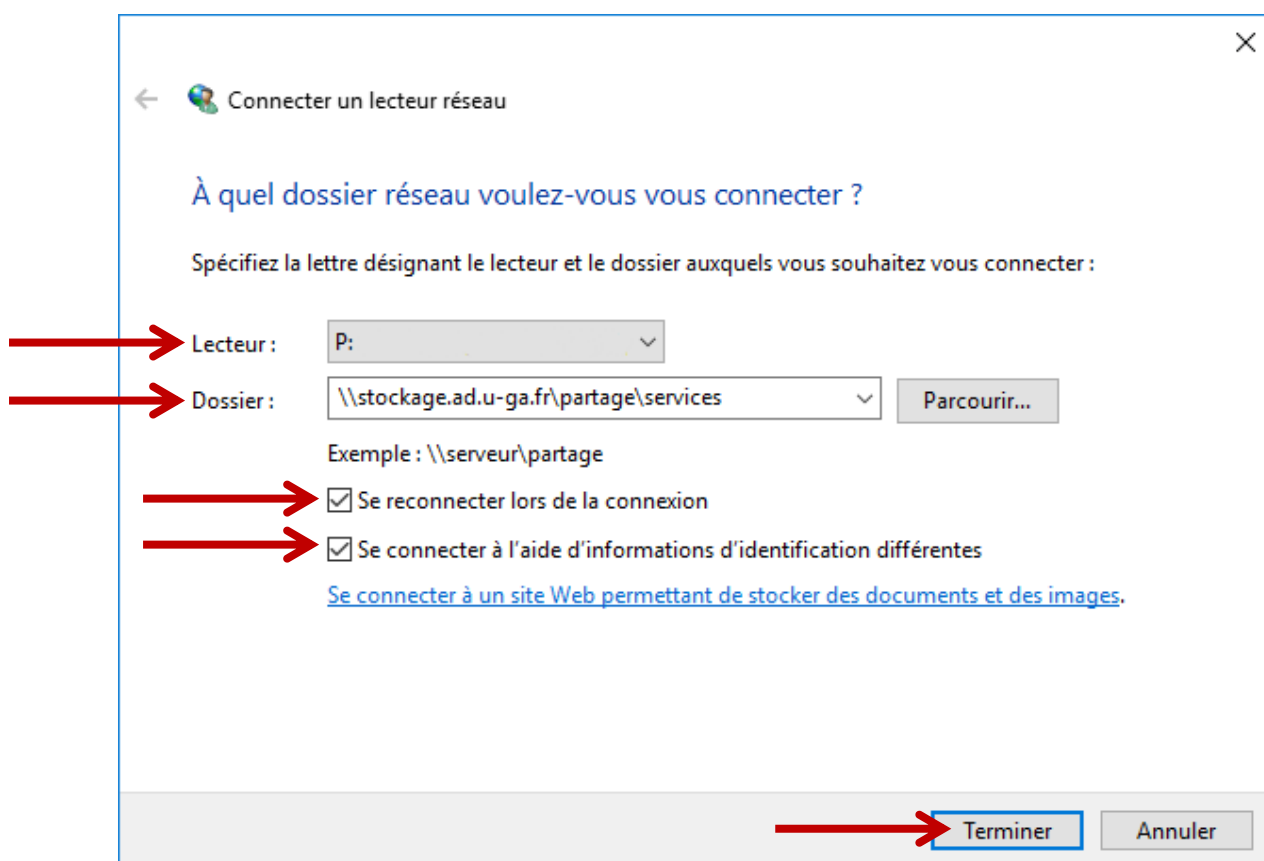 Connecter un lecteur réseau
À quel dossier réseau voulez-vous vous connecter ?
Spécifiez la lettre désignant le lecteur et le dossier auxquels vous souhaitez vous connecter :
Lecteur : P:
Dossier : \\stockage.ad.u-ga.fr\partage\services Parcourir...
Exemple : \\serveur\partage
Se reconnecter lors de la connexion
Se connecter à l'aide d'informations d'identification différentes
Se connecter à un site Web permettant de stocker des documents et des images.
Terminer Annuler